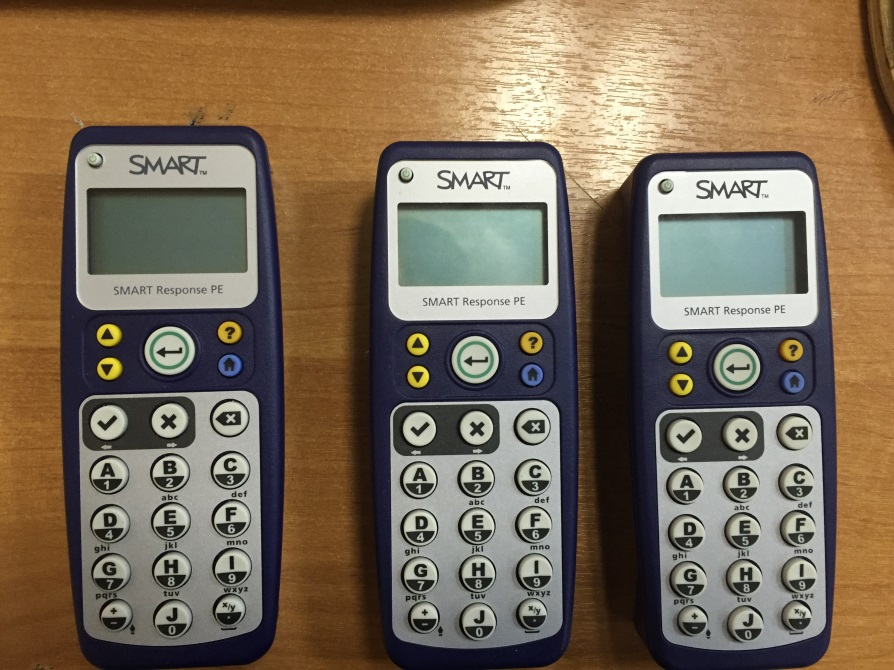 SMART™
SMART Response PE
?
A 1
B 2
C 3
abc
def
D 4
E 5
F 6
ghi
jkl
mno
G 7
H 8
I 9
pqrs
tuv
wxyz
+ −
J 0
x/y .
SMART™
SMART Response PE
?
A 1
B 2
C 3
abc
def
D 4
E 5
F 6
ghi
jkl
mno
G 7
H 8
I 9
pqrs
tuv
wxyz
+ −
J 0
x/y .
SMART™
SMART Response PE
?
A 1
B 2
C 3
abc
def
D 4
E 5
F 6
ghi
jkl
mno
G 7
H 8
I 9
pqrs
tuv
wxyz
+ −
J 0
x/y .